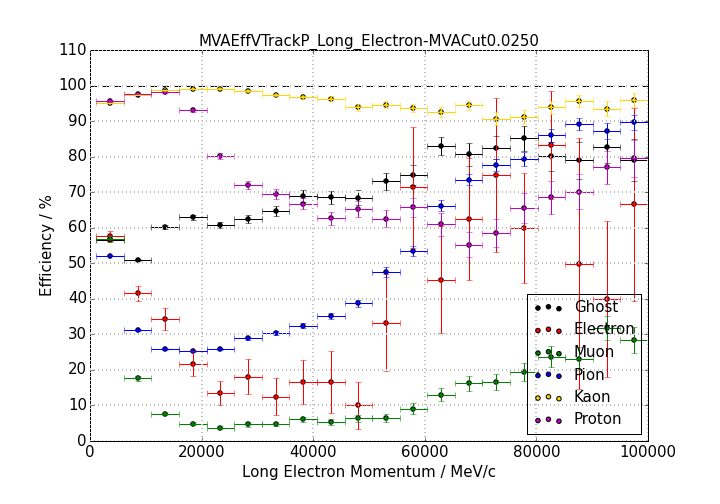 MVAEffVTrackP_Long_Electron-MVACut0.0250
110
100
90
80
70
60
50
40
30
20
10
0
Efficiency / %
Ghost
Electron
Muon
Pion
Kaon
Proton
0 20000 40000 60000 80000 100000
Long Electron Momentum / MeV/c